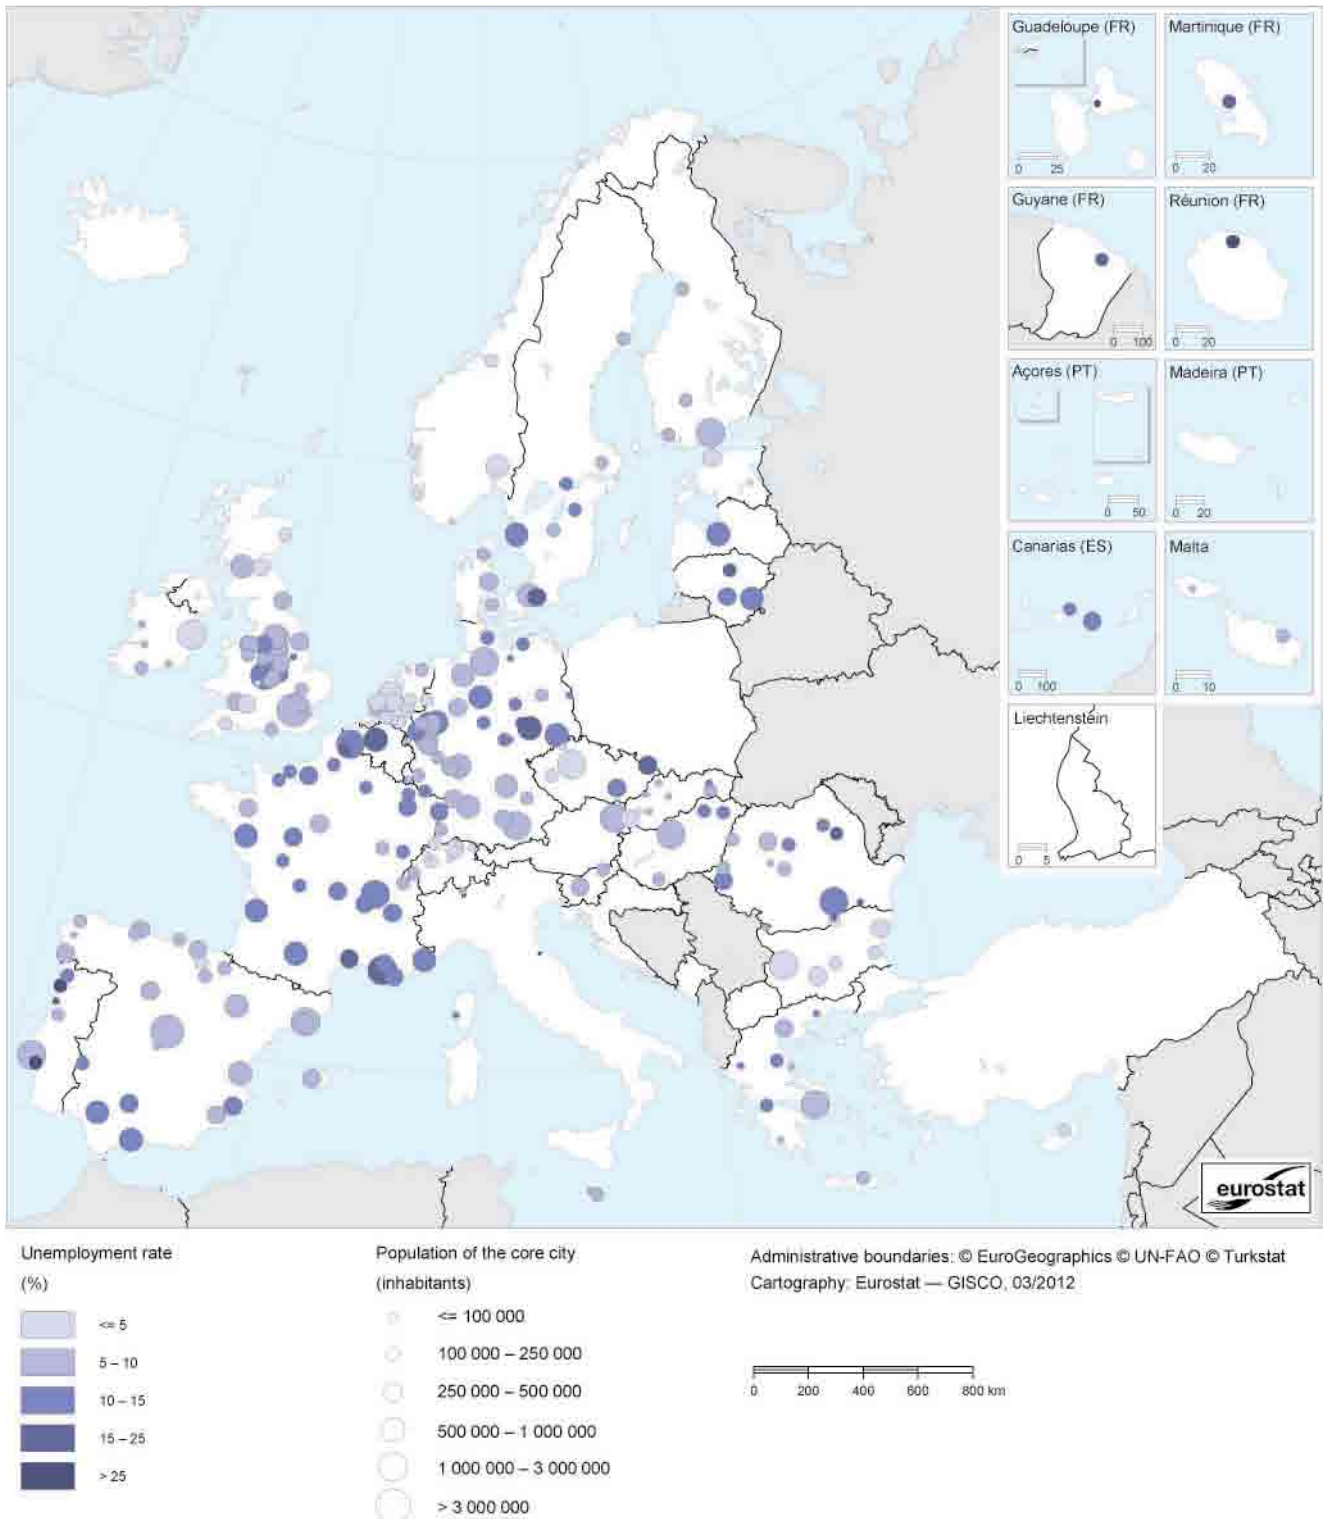 Guadeloupe (FR)
0 25
Martinique (FR)
0 20
Guyane (FR)
0 100
Réunion (FR)
0 20
Açores (PT)
0 50
Madeira (PT)
0 20
Canarias (ES)
0 100
Malta
0 10
Liechtenstein
0 5
eurostat
Unemployment rate
(%)
<= 5
5 – 10
10 – 15
15 – 25
> 25
Population of the core city
(inhabitants)
<= 100 000
100 000 – 250 000
250 000 – 500 000
500 000 – 1 000 000
1 000 000 – 3 000 000
> 3 000 000
Administrative boundaries: © EuroGeographics © UN-FAO © Turkstat
Cartography: Eurostat — GISCO, 03/2012
0 200 400 600 800 km